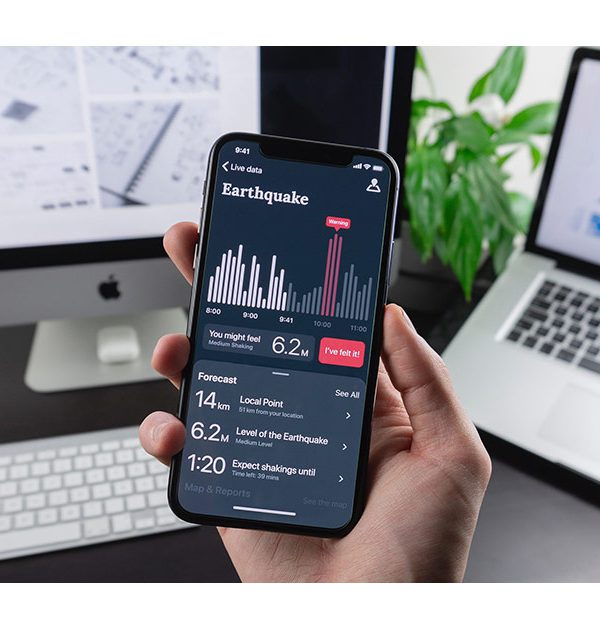 9:41
Live data
Earthquake
Warning
8:00 9:00 9:41 10:00 11:00
You might feel
Medium Shaking
6.2M
I've felt it!
Forecast
See All
14 km
Local Point
51 km from your location
6.2M
Level of the Earthquake
Medium Level
1:20
Expect shakings until
Time left: 39 mins
Map & Reports
See the map